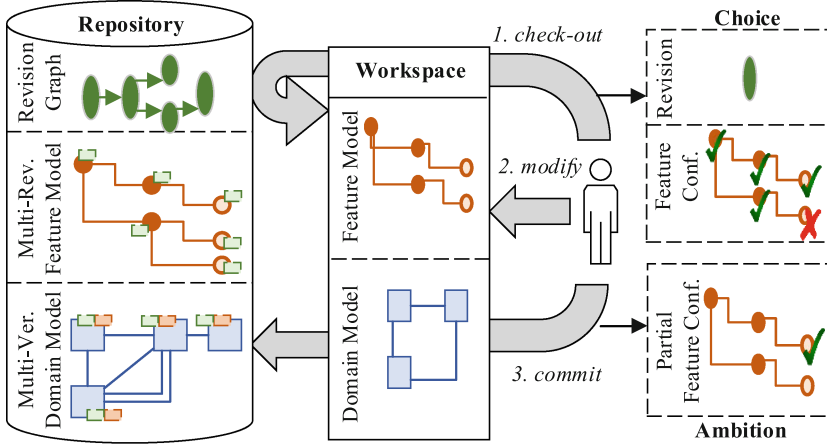 Repository
Revision
Graph
Multi-Rev.
Feature Model
Multi-Ver.
Domain Model
Workspace
Feature Model
Domain Model
1. check-out
2. modify
3. commit
Choice
Revision
Feature
Conf.
Partial
Feature Conf.
Ambition